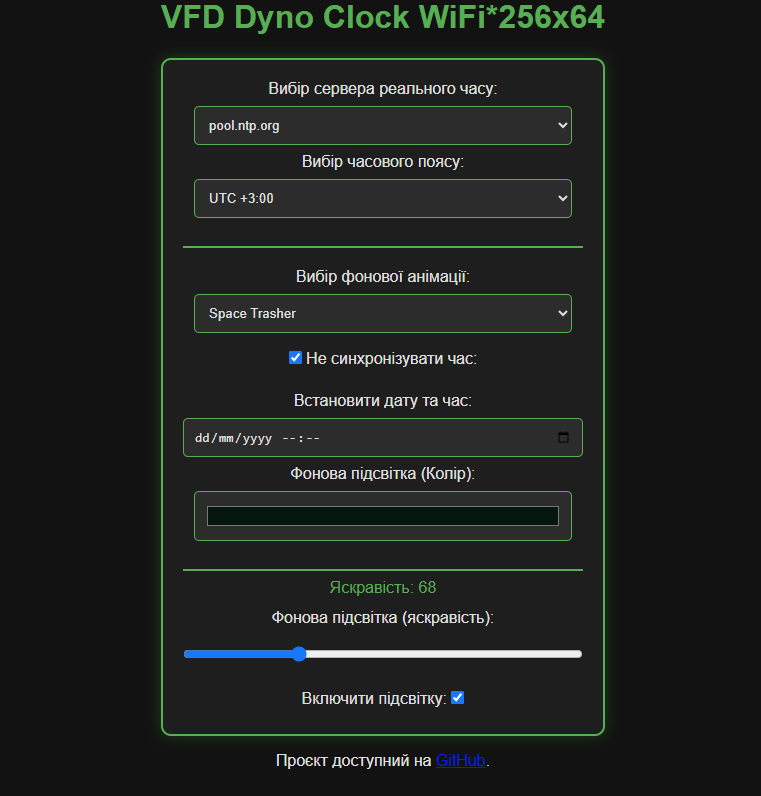 VFD Dyno Clock WiFi*256x64
Вибір сервера реального часу:
pool.ntp.org
Вибір часового поясу:
UTC +3:00
Вибір фонової анімації:
Space Trasher
Не синхронізувати час:
Встановити дату та час:
dd/mm/yyyy --:--
Фонова підсвітка (Колір):
Яскравість: 68
Фонова підсвітка (яскравість):
Включити підсвітку:
Проєкт доступний на GitHub.